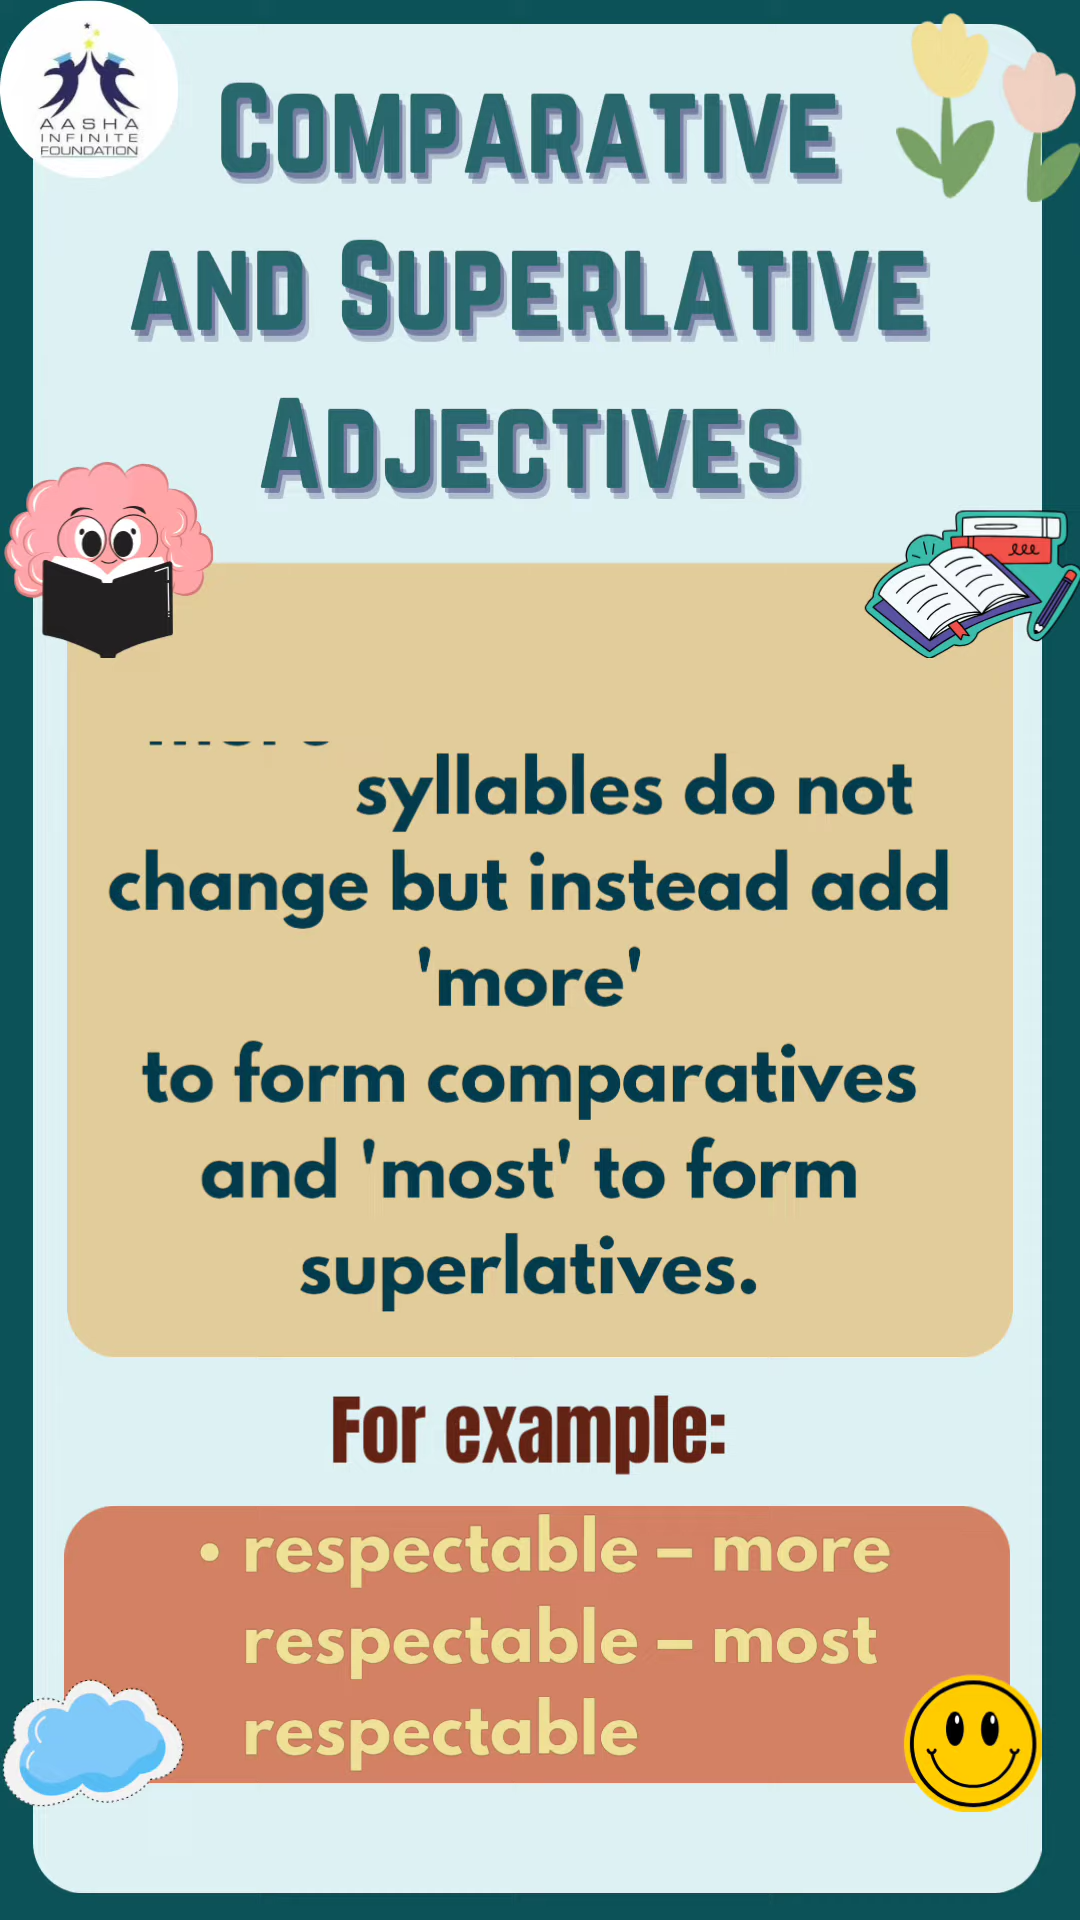 AASHA
INFINITE
FOUNDATION
Comparative
and Superlative
Adjectives
syllables do not
change but instead add
'more'
to form comparatives
and 'most' to form
superlatives.
For example:
• respectable – more
respectable – most
respectable